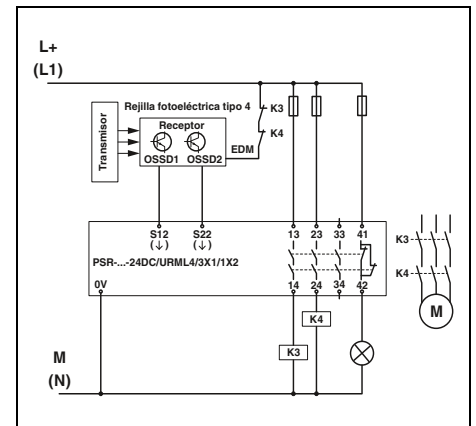 L+
(L1)
Rejilla fotoeléctrica tipo 4
K3
Transmisor
Receptor
K4
OSSD1 OSSD2
EDM
S12 S22 13 23 33 41
(↓) (↓)
K3
PSR-...-24DC/URML4/3X1/1X2
K4
0V 14 24 34 42
M
K4
K3
M
(N)